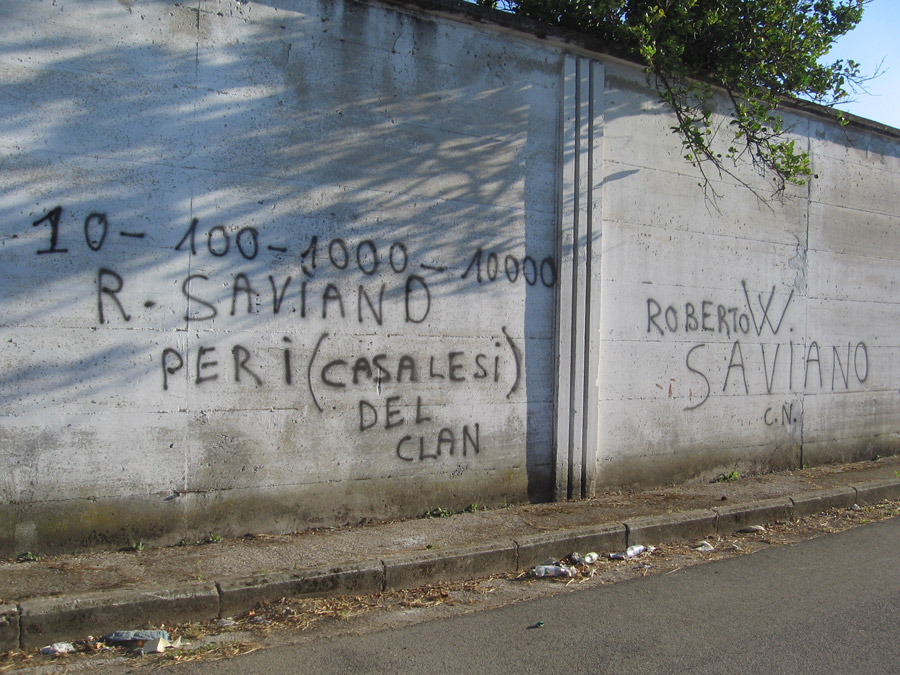 10 - 100 - 1000 - 10000
R. SAViANO
PER i (CASALESi)
DEL
CLAN
ROBERTO W.
SAVIANO
C.N.